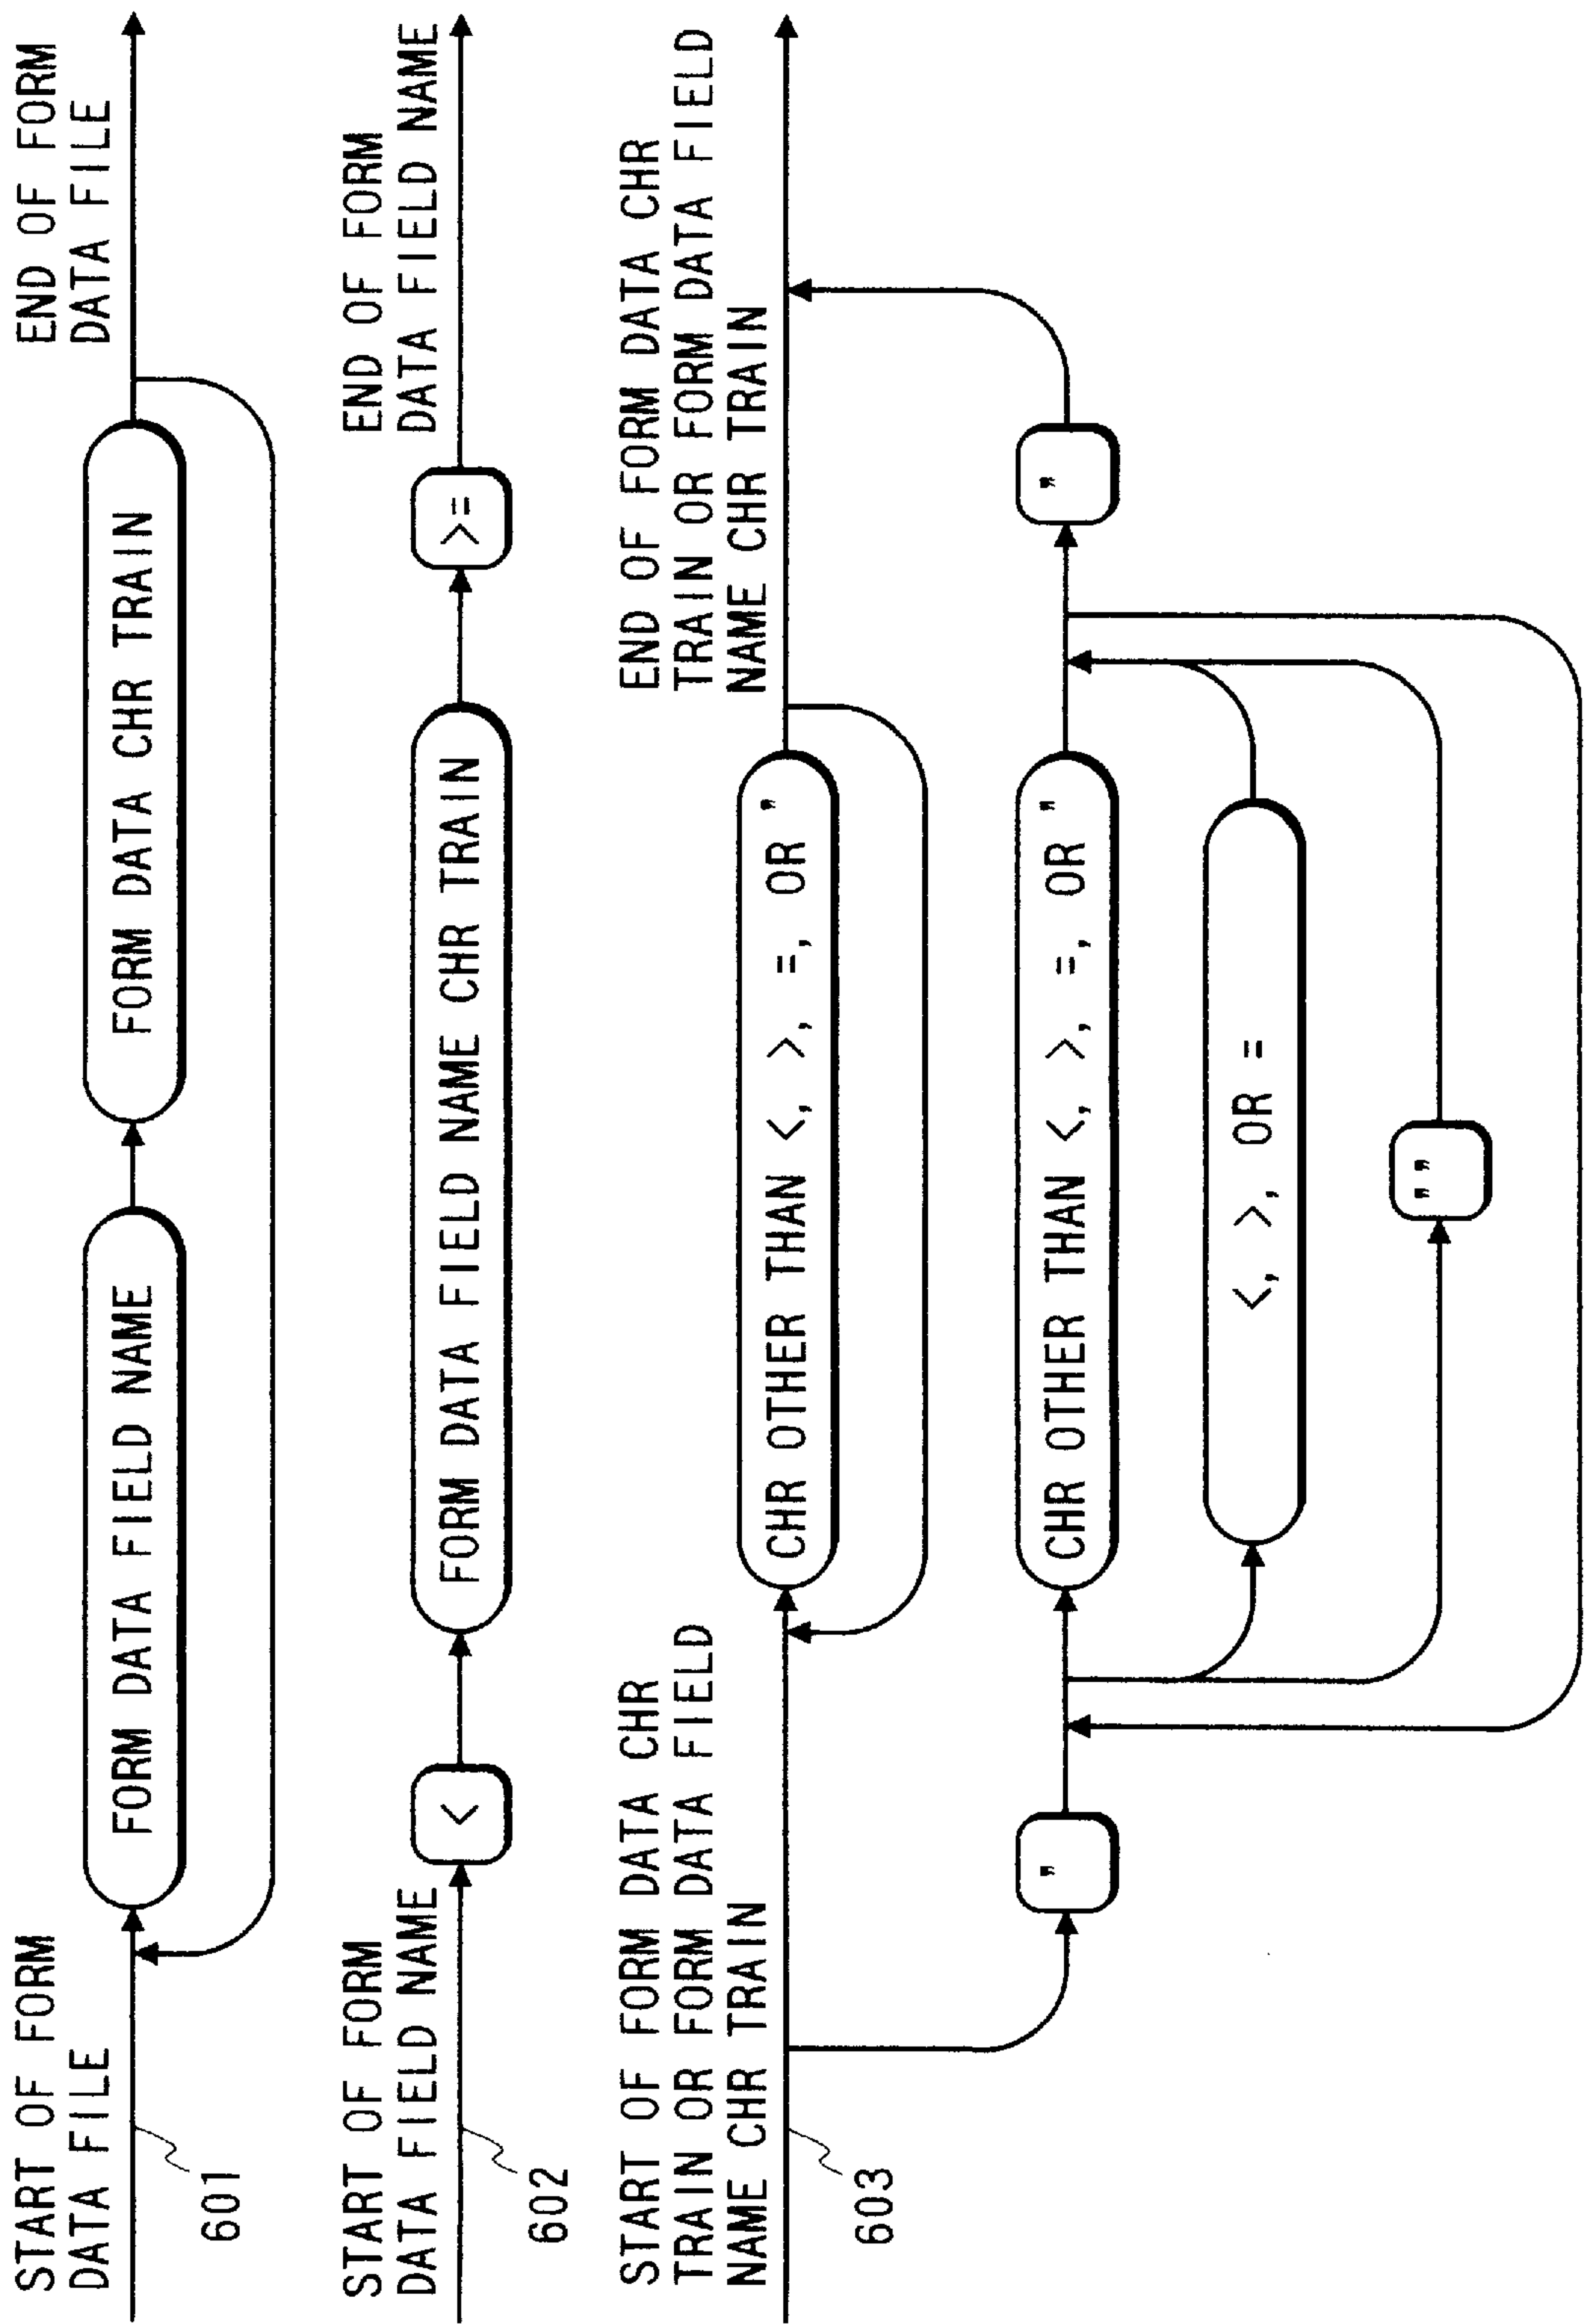 START OF FORM
DATA FILE
601
FORM DATA FIELD NAME
FORM DATA CHR TRAIN
END OF FORM
DATA FILE
START OF FORM
DATA FIELD NAME
602
<
FORM DATA FIELD NAME CHR TRAIN
>=
END OF FORM
DATA FIELD NAME
START OF FORM DATA CHR
TRAIN OR FORM DATA FIELD
NAME CHR TRAIN
603
CHR OTHER THAN <, >, =, OR "
END OF FORM DATA CHR
TRAIN OR FORM DATA FIELD
NAME CHR TRAIN
"
CHR OTHER THAN <, >, =, OR "
"
<, >, OR =
""